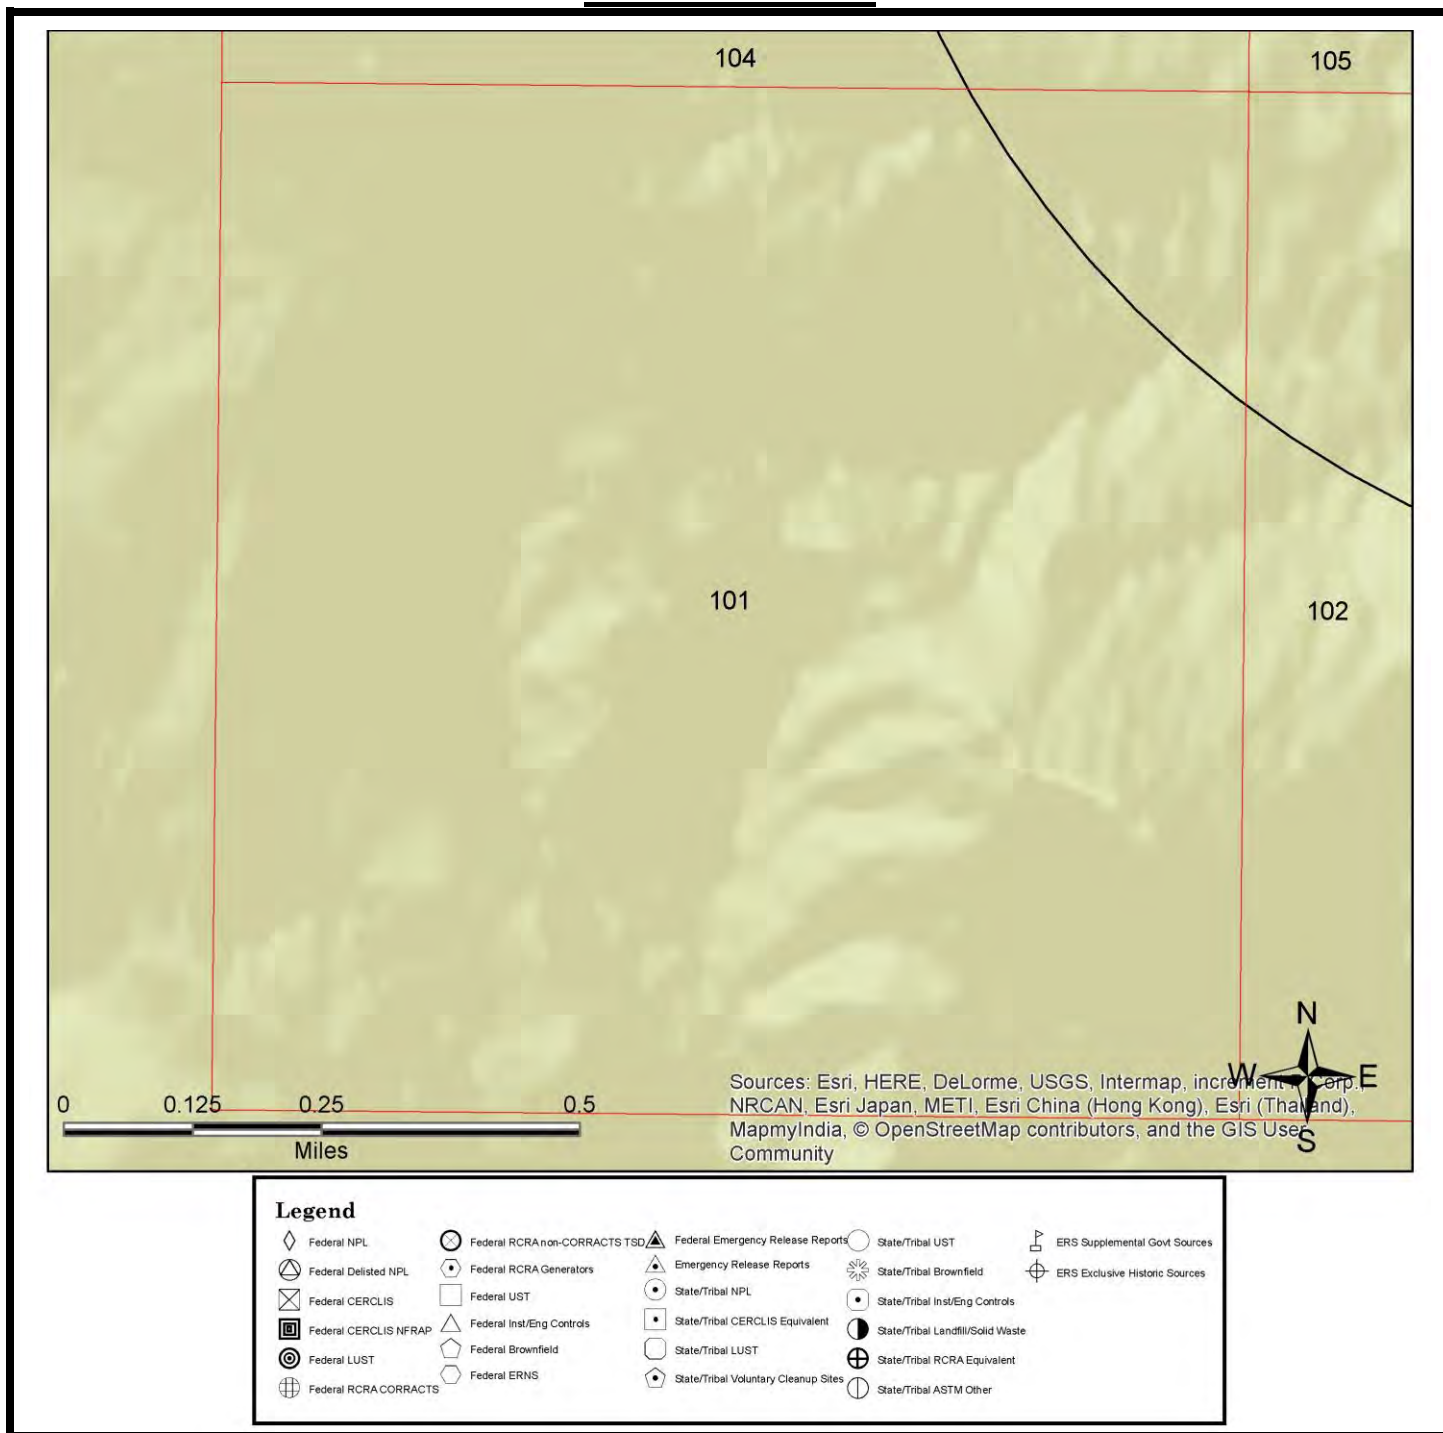 104
105
101
102
N
W E
S
0 0.125 0.25 0.5
Miles
Sources: Esri, HERE, DeLorme, USGS, Intermap, increment P Corp.,
NRCAN, Esri Japan, METI, Esri China (Hong Kong), Esri (Thailand),
MapmyIndia, © OpenStreetMap contributors, and the GIS User
Community
Legend
Federal NPL
Federal Delisted NPL
Federal CERCLIS
Federal CERCLIS NFRAP
Federal LUST
Federal RCRA CORRACTS
Federal RCRA non-CORRACTS TSD
Federal RCRA Generators
Federal UST
Federal Inst/Eng Controls
Federal Brownfield
Federal ERNS
Federal Emergency Release Reports
Emergency Release Reports
State/Tribal NPL
State/Tribal CERCLIS Equivalent
State/Tribal LUST
State/Tribal Voluntary Cleanup Sites
State/Tribal UST
State/Tribal Brownfield
State/Tribal Inst/Eng Controls
State/Tribal Landfill/Solid Waste
State/Tribal RCRA Equivalent
State/Tribal ASTM Other
ERS Supplemental Govt Sources
ERS Exclusive Historic Sources